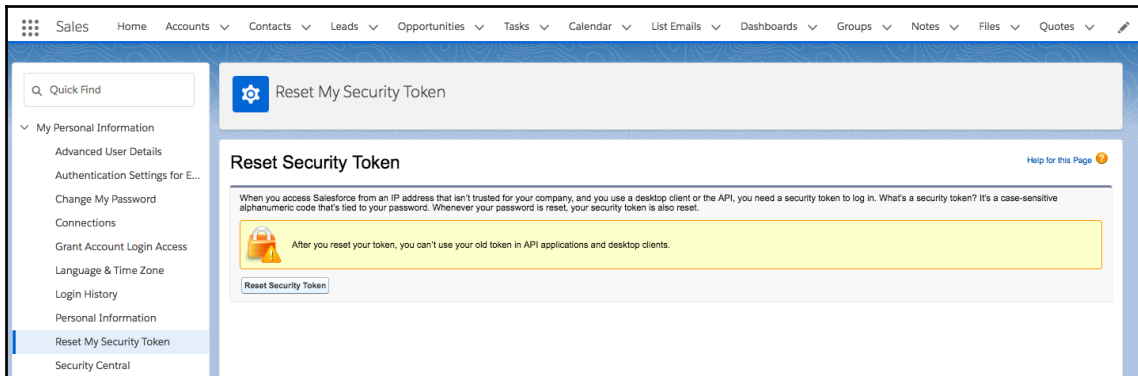 Sales Home Accounts Contacts Leads Opportunities Tasks Calendar List Emails Dashboards Groups Notes Files Quotes
Quick Find
My Personal Information
Advanced User Details
Authentication Settings for E...
Change My Password
Connections
Grant Account Login Access
Language & Time Zone
Login History
Personal Information
Reset My Security Token
Security Central
Reset My Security Token
Reset Security Token
Help for this Page
When you access Salesforce from an IP address that isn't trusted for your company, and you use a desktop client or the API, you need a security token to log in. What's a security token? It's a case-sensitive
alphanumeric code that's tied to your password. Whenever your password is reset, your security token is also reset.
After you reset your token, you can't use your old token in API applications and desktop clients.
Reset Security Token